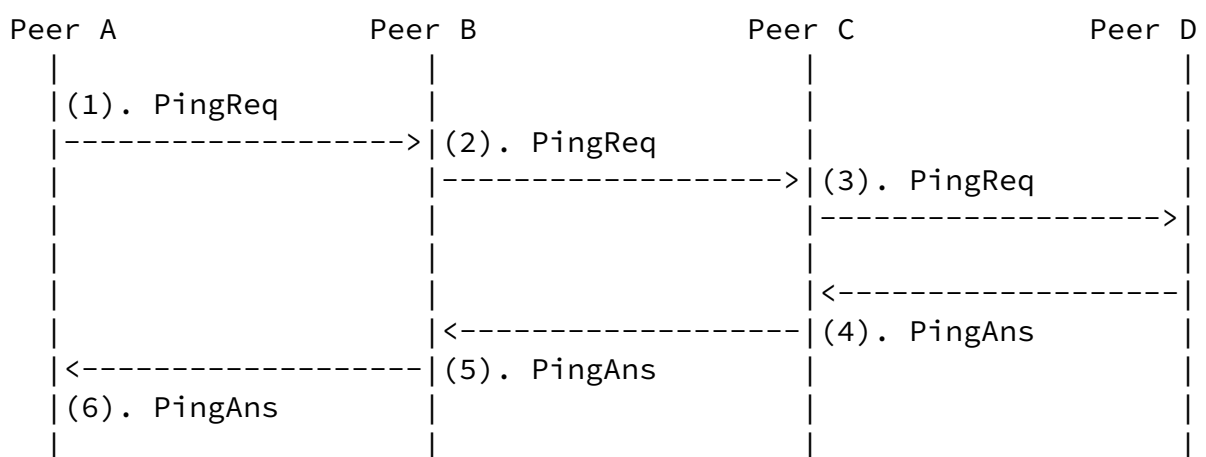 Peer A Peer B Peer C Peer D
(1). PingReq
(2). PingReq
(3). PingReq
(4). PingAns
(5). PingAns
(6). PingAns